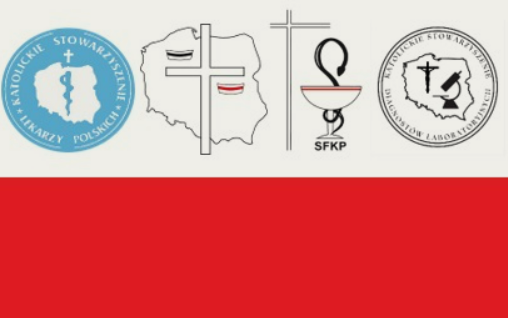 KATOLICKIE STOWARZYSZENIE
LEKARZY POLSKICH
SFKP
KATOLICKIE STOWARZYSZENIE
DIAGNOSTÓW LABORATORYJNYCH